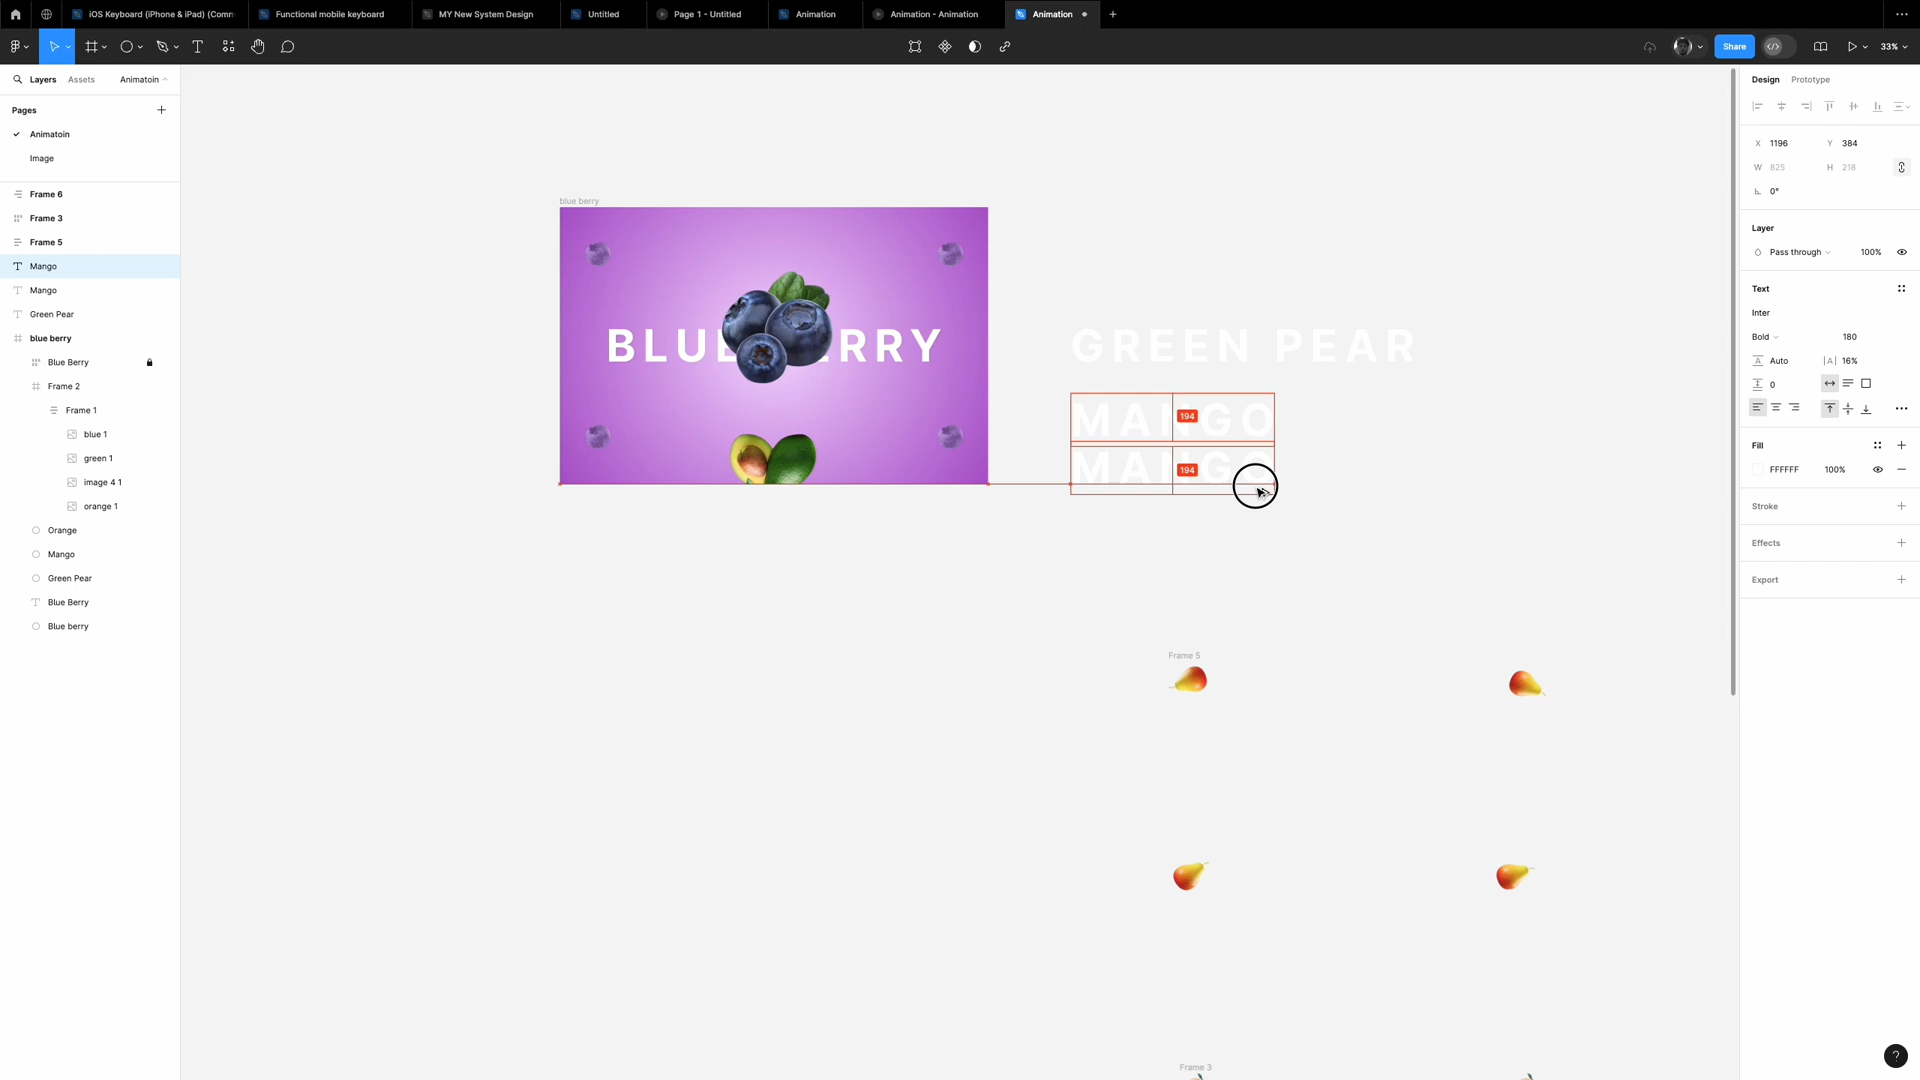 iOS Keyboard (iPhone & iPad) (Comm
Functional mobile keyboard
MY New System Design
Untitled
Page 1 - Untitled
Animation
Animation - Animation
Animation
Share
33%
Layers
Assets
Animatoin
Pages
Animatoin
Image
Frame 6
Frame 3
Frame 5
Mango
Mango
Green Pear
blue berry
Blue Berry
Frame 2
Frame 1
blue 1
green 1
image 4 1
orange 1
Orange
Mango
Green Pear
Blue Berry
Blue berry
blue berry
BLUE ERRY
GREEN PEAR
MANGO
194
MANGO
194
Frame 5
Frame 3
Design
Prototype
X 1196 Y 384
W 825 H 218
0°
Layer
Pass through 100%
Text
Inter
Bold 180
Auto 16%
0
Fill
FFFFFF 100%
Stroke
Effects
Export
?